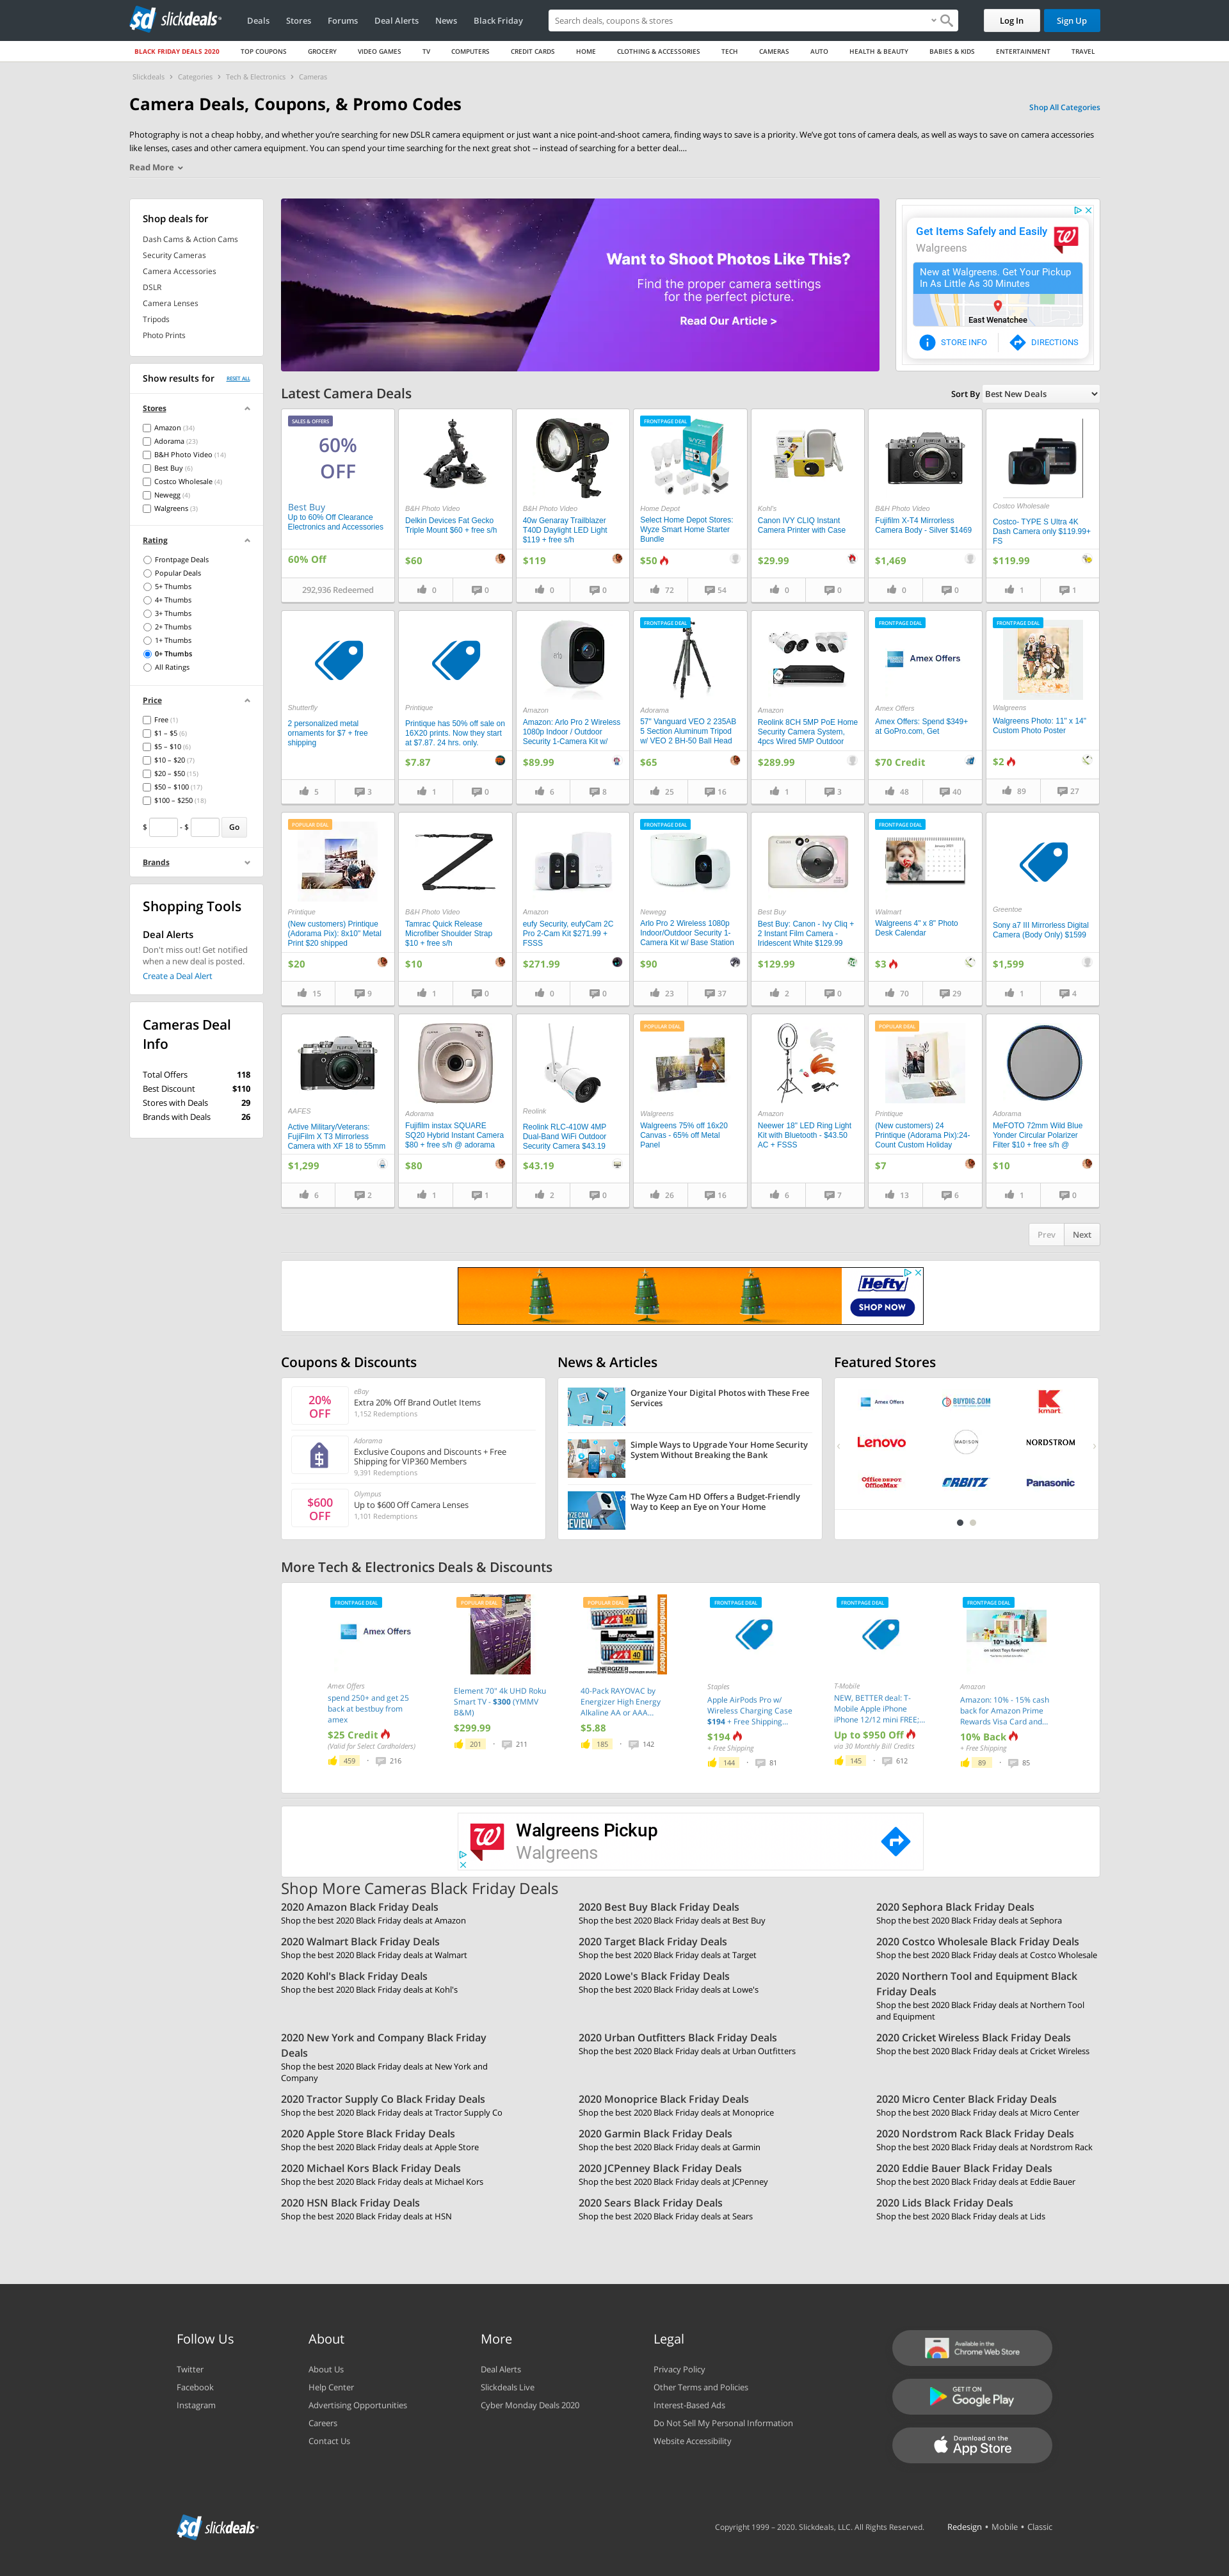 slickdeals
Deals
Stores
Forums
Deal Alerts
News
Black Friday
Search deals, coupons & stores
Log In
Sign Up
BLACK FRIDAY DEALS 2020
TOP COUPONS
GROCERY
VIDEO GAMES
TV
COMPUTERS
CREDIT CARDS
HOME
CLOTHING & ACCESSORIES
TECH
CAMERAS
AUTO
HEALTH & BEAUTY
BABIES & KIDS
ENTERTAINMENT
TRAVEL
Slickdeals > Categories > Tech & Electronics > Cameras
Camera Deals, Coupons, & Promo Codes
Shop All Categories
Photography is not a cheap hobby, and whether you're searching for new DSLR camera equipment or just want a nice point-and-shoot camera, finding ways to save is a priority. We've got tons of camera deals, as well as ways to save on camera accessories
like lenses, cases and other camera equipment. You can spend your time searching for the next great shot -- instead of searching for a better deal....
Read More
Shop deals for
Dash Cams & Action Cams
Security Cameras
Camera Accessories
DSLR
Camera Lenses
Tripods
Photo Prints
Want to Shoot Photos Like This?
Find the proper camera settings
for the perfect picture.
Read Our Article >
Get Items Safely and Easily
Walgreens
New at Walgreens. Get Your Pickup
In As Little As 30 Minutes
East Wenatchee
STORE INFO
DIRECTIONS
Show results for
RESET ALL
Stores
Amazon (34)
Adorama (23)
B&H Photo Video (14)
Best Buy (6)
Costco Wholesale (4)
Newegg (4)
Walgreens (3)
Rating
Frontpage Deals
Popular Deals
5+ Thumbs
4+ Thumbs
3+ Thumbs
2+ Thumbs
1+ Thumbs
0+ Thumbs
All Ratings
Price
Free (1)
$1 – $5 (6)
$5 – $10 (6)
$10 – $20 (7)
$20 – $50 (15)
$50 – $100 (17)
$100 – $250 (18)
$ - $ Go
Brands
Shopping Tools
Deal Alerts
Don't miss out! Get notified
when a new deal is posted.
Create a Deal Alert
Cameras Deal
Info
Total Offers 118
Best Discount $110
Stores with Deals 29
Brands with Deals 26
Latest Camera Deals
Sort By Best New Deals
SALES & OFFERS
60%
OFF
Best Buy
Up to 60% Off Clearance
Electronics and Accessories
60% Off
292,936 Redeemed
B&H Photo Video
Delkin Devices Fat Gecko
Triple Mount $60 + free s/h
$60
0 0
B&H Photo Video
40w Genaray Trailblazer
T40D Daylight LED Light
$119 + free s/h
$119
0 0
FRONTPAGE DEAL
Home Depot
Select Home Depot Stores:
Wyze Smart Home Starter
Bundle
$50
72 54
Kohl's
Canon IVY CLIQ Instant
Camera Printer with Case
$29.99
0 0
B&H Photo Video
Fujifilm X-T4 Mirrorless
Camera Body - Silver $1469
$1,469
0 0
Costco Wholesale
Costco- TYPE S Ultra 4K
Dash Camera only $119.99+
FS
$119.99
1 1
Shutterfly
2 personalized metal
ornaments for $7 + free
shipping
5 3
Printique
Printique has 50% off sale on
16X20 prints. Now they start
at $7.87. 24 hrs. only.
$7.87
1 0
Amazon
Amazon: Arlo Pro 2 Wireless
1080p Indoor / Outdoor
Security 1-Camera Kit w/
$89.99
6 8
FRONTPAGE DEAL
Adorama
57" Vanguard VEO 2 235AB
5 Section Aluminum Tripod
w/ VEO 2 BH-50 Ball Head
$65
25 16
Amazon
Reolink 8CH 5MP PoE Home
Security Camera System,
4pcs Wired 5MP Outdoor
$289.99
1 3
FRONTPAGE DEAL
Amex Offers
Amex Offers
Amex Offers: Spend $349+
at GoPro.com, Get
$70 Credit
48 40
FRONTPAGE DEAL
Walgreens
Walgreens Photo: 11" x 14"
Custom Photo Poster
$2
89 27
POPULAR DEAL
Printique
(New customers) Printique
(Adorama Pix): 8x10" Metal
Print $20 shipped
$20
15 9
B&H Photo Video
Tamrac Quick Release
Microfiber Shoulder Strap
$10 + free s/h
$10
1 0
Amazon
eufy Security, eufyCam 2C
Pro 2-Cam Kit $271.99 +
FSSS
$271.99
0 0
FRONTPAGE DEAL
Newegg
Arlo Pro 2 Wireless 1080p
Indoor/Outdoor Security 1-
Camera Kit w/ Base Station
$90
23 37
Best Buy
Best Buy: Canon - Ivy Cliq +
2 Instant Film Camera -
Iridescent White $129.99
$129.99
2 0
FRONTPAGE DEAL
Walmart
Walgreens 4" x 8" Photo
Desk Calendar
$3
70 29
Greentoe
Sony a7 III Mirrorless Digital
Camera (Body Only) $1599
$1,599
1 4
AAFES
Active Military/Veterans:
FujiFilm X T3 Mirrorless
Camera with XF 18 to 55mm
$1,299
6 2
Adorama
Fujifilm instax SQUARE
SQ20 Hybrid Instant Camera
$80 + free s/h @ adorama
$80
1 1
Reolink
Reolink RLC-410W 4MP
Dual-Band WiFi Outdoor
Security Camera $43.19
$43.19
2 0
POPULAR DEAL
Walgreens
Walgreens 75% off 16x20
Canvas - 65% off Metal
Panel
26 16
Amazon
Neewer 18" LED Ring Light
Kit with Bluetooth - $43.50
AC + FSSS
6 7
POPULAR DEAL
Printique
(New customers) 24
Printique (Adorama Pix):24-
Count Custom Holiday
$7
13 6
Adorama
MeFOTO 72mm Wild Blue
Yonder Circular Polarizer
Filter $10 + free s/h @
$10
1 0
Prev Next
Hefty
SHOP NOW
Coupons & Discounts
20%
OFF
eBay
Extra 20% Off Brand Outlet Items
1,152 Redemptions
Adorama
Exclusive Coupons and Discounts + Free
Shipping for VIP360 Members
9,391 Redemptions
$600
OFF
Olympus
Up to $600 Off Camera Lenses
1,101 Redemptions
News & Articles
Organize Your Digital Photos with These Free
Services
Simple Ways to Upgrade Your Home Security
System Without Breaking the Bank
The Wyze Cam HD Offers a Budget-Friendly
Way to Keep an Eye on Your Home
Featured Stores
Amex Offers
BUYDIG.COM
kmart
Lenovo
MADISON
NORDSTROM
Office DEPOT
OfficeMax
ORBITZ
Panasonic
More Tech & Electronics Deals & Discounts
FRONTPAGE DEAL
Amex Offers
Amex Offers
spend 250+ and get 25
back at bestbuy from
amex
$25 Credit
(Valid for Select Cardholders)
459 · 216
POPULAR DEAL
Element 70" 4k UHD Roku
Smart TV - $300 (YMMV
B&M)
$299.99
201 · 211
POPULAR DEAL
40-Pack RAYOVAC by
Energizer High Energy
Alkaline AA or AAA...
$5.88
185 · 142
FRONTPAGE DEAL
Staples
Apple AirPods Pro w/
Wireless Charging Case
$194 + Free Shipping...
$194
+ Free Shipping
144 · 81
FRONTPAGE DEAL
T-Mobile
NEW, BETTER deal: T-
Mobile Apple iPhone
iPhone 12/12 mini FREE;...
Up to $950 Off
via 30 Monthly Bill Credits
145 · 612
FRONTPAGE DEAL
10% back
Amazon
Amazon: 10% - 15% cash
back for Amazon Prime
Rewards Visa Card and...
10% Back
+ Free Shipping
89 · 85
Walgreens Pickup
Walgreens
Shop More Cameras Black Friday Deals
2020 Amazon Black Friday Deals
Shop the best 2020 Black Friday deals at Amazon
2020 Best Buy Black Friday Deals
Shop the best 2020 Black Friday deals at Best Buy
2020 Sephora Black Friday Deals
Shop the best 2020 Black Friday deals at Sephora
2020 Walmart Black Friday Deals
Shop the best 2020 Black Friday deals at Walmart
2020 Target Black Friday Deals
Shop the best 2020 Black Friday deals at Target
2020 Costco Wholesale Black Friday Deals
Shop the best 2020 Black Friday deals at Costco Wholesale
2020 Kohl's Black Friday Deals
Shop the best 2020 Black Friday deals at Kohl's
2020 Lowe's Black Friday Deals
Shop the best 2020 Black Friday deals at Lowe's
2020 Northern Tool and Equipment Black
Friday Deals
Shop the best 2020 Black Friday deals at Northern Tool
and Equipment
2020 New York and Company Black Friday
Deals
Shop the best 2020 Black Friday deals at New York and
Company
2020 Urban Outfitters Black Friday Deals
Shop the best 2020 Black Friday deals at Urban Outfitters
2020 Cricket Wireless Black Friday Deals
Shop the best 2020 Black Friday deals at Cricket Wireless
2020 Tractor Supply Co Black Friday Deals
Shop the best 2020 Black Friday deals at Tractor Supply Co
2020 Monoprice Black Friday Deals
Shop the best 2020 Black Friday deals at Monoprice
2020 Micro Center Black Friday Deals
Shop the best 2020 Black Friday deals at Micro Center
2020 Apple Store Black Friday Deals
Shop the best 2020 Black Friday deals at Apple Store
2020 Garmin Black Friday Deals
Shop the best 2020 Black Friday deals at Garmin
2020 Nordstrom Rack Black Friday Deals
Shop the best 2020 Black Friday deals at Nordstrom Rack
2020 Michael Kors Black Friday Deals
Shop the best 2020 Black Friday deals at Michael Kors
2020 JCPenney Black Friday Deals
Shop the best 2020 Black Friday deals at JCPenney
2020 Eddie Bauer Black Friday Deals
Shop the best 2020 Black Friday deals at Eddie Bauer
2020 HSN Black Friday Deals
Shop the best 2020 Black Friday deals at HSN
2020 Sears Black Friday Deals
Shop the best 2020 Black Friday deals at Sears
2020 Lids Black Friday Deals
Shop the best 2020 Black Friday deals at Lids
Follow Us
Twitter
Facebook
Instagram
About
About Us
Help Center
Advertising Opportunities
Careers
Contact Us
More
Deal Alerts
Slickdeals Live
Cyber Monday Deals 2020
Legal
Privacy Policy
Other Terms and Policies
Interest-Based Ads
Do Not Sell My Personal Information
Website Accessibility
Available in the
Chrome Web Store
GET IT ON
Google Play
Download on the
App Store
slickdeals
Copyright 1999 – 2020. Slickdeals, LLC. All Rights Reserved.
Redesign • Mobile • Classic